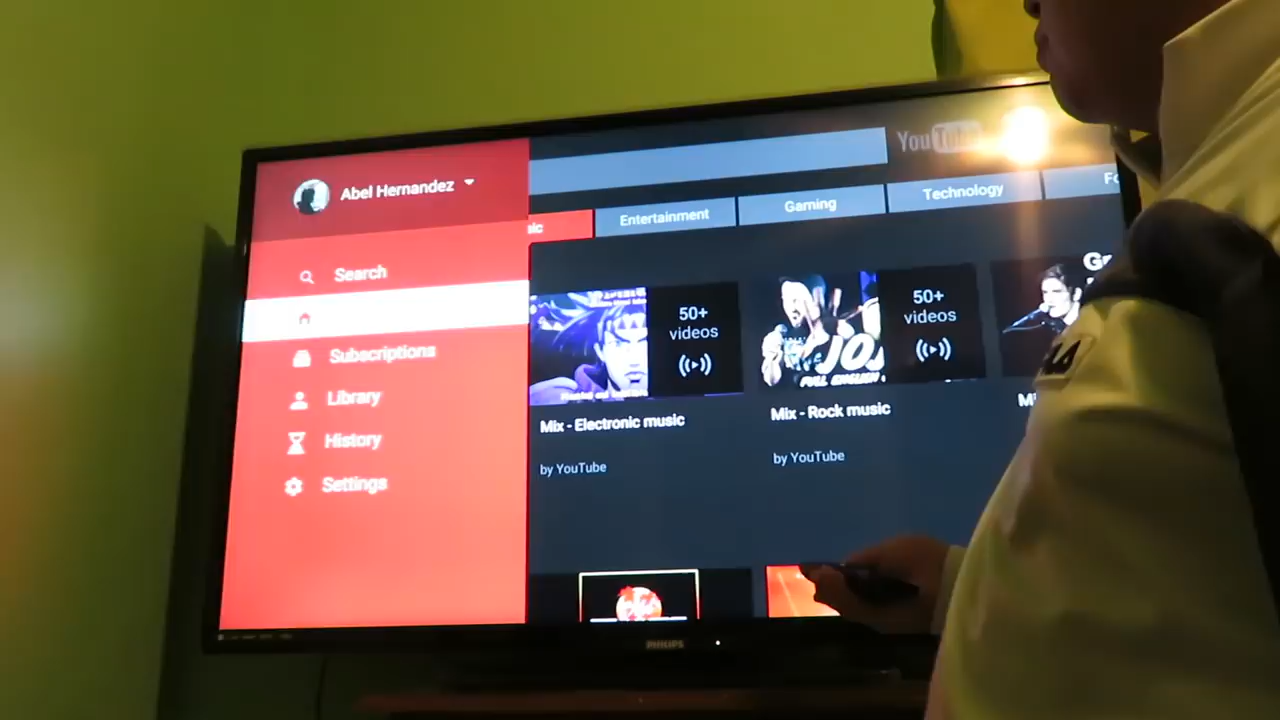 Abel Hernandez
YouTube
Entertainment
Gaming
Technology
Search
Subscriptions
Library
History
Settings
50+
videos
Mix - Electronic music
by YouTube
50+
videos
Mix - Rock music
by YouTube
PHILIPS